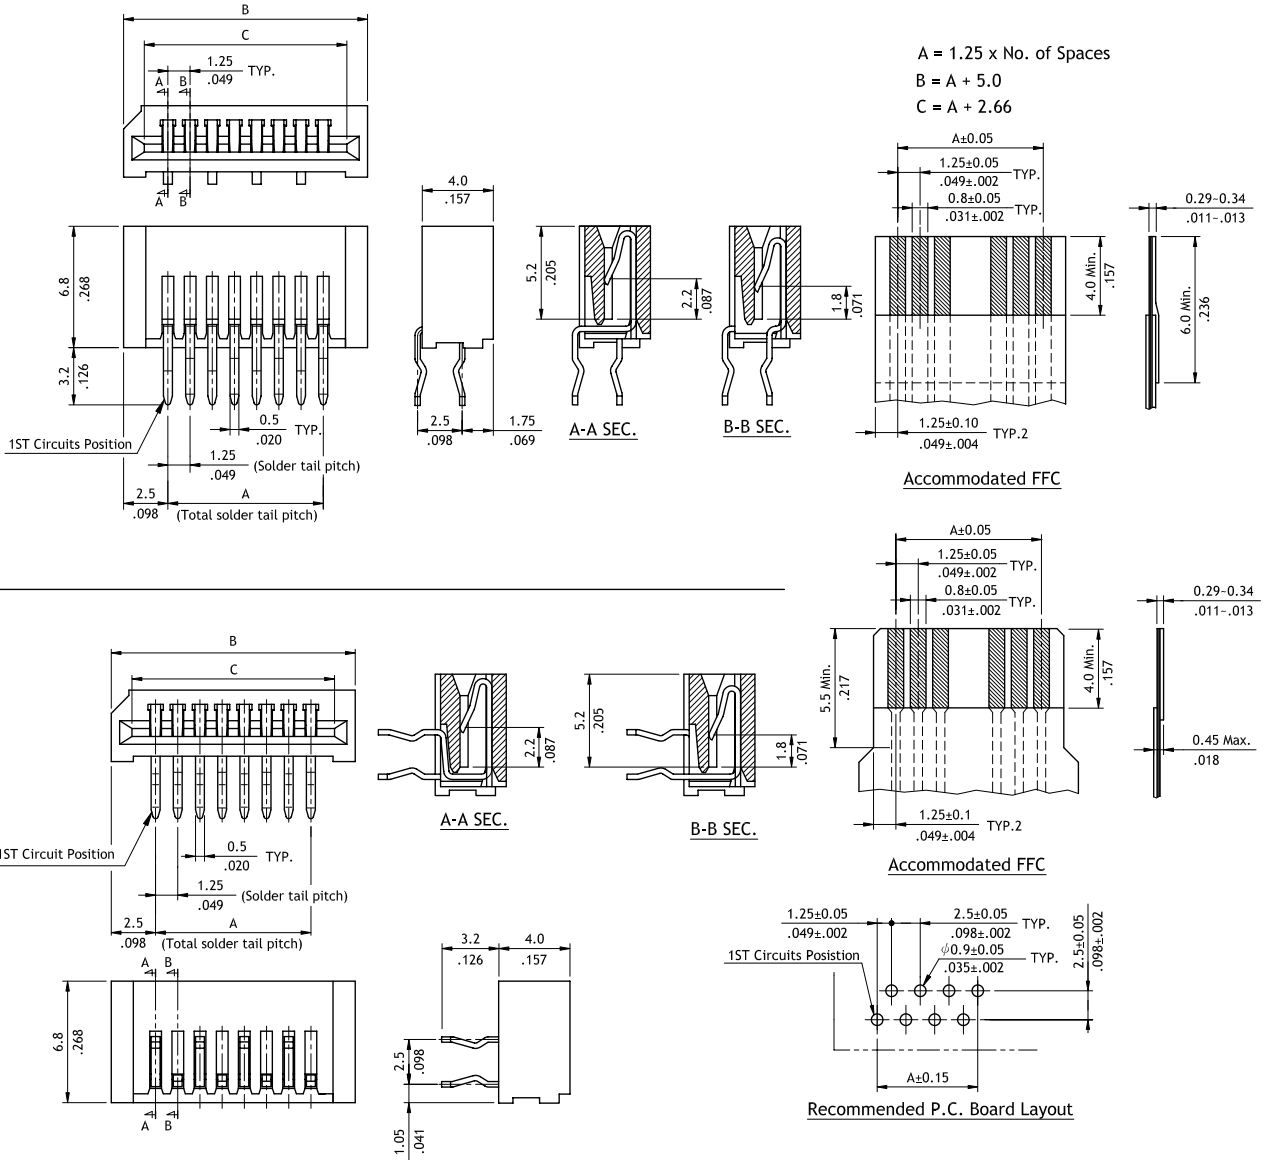 B
C
1.25
.049
TYP.
A
B
A
B
6.8
.268
3.2
.126
1ST Circuits Position
0.5
.020
TYP.
1.25
.049
(Solder tail pitch)
2.5
.098
A
(Total solder tail pitch)
4.0
.157
2.5
.098
1.75
.069
5.2
.205
2.2
.087
A-A SEC.
1.8
.071
B-B SEC.
A = 1.25 x No. of Spaces
B = A + 5.0
C = A + 2.66
A±0.05
1.25±0.05
.049±.002
TYP.
0.8±0.05
.031±.002
TYP.
4.0 Min.
.157
1.25±0.10
.049±.004
TYP.2
Accommodated FFC
0.29~0.34
.011~.013
6.0 Min.
.236
B
C
1ST Circuit Position
0.5
.020
TYP.
1.25
.049
(Solder tail pitch)
2.5
.098
A
(Total solder tail pitch)
A
B
6.8
.268
A
B
2.2
.087
A-A SEC.
5.2
.205
1.8
.071
B-B SEC.
3.2
.126
4.0
.157
2.5
.098
1.05
.041
A±0.05
1.25±0.05
.049±.002
TYP.
0.8±0.05
.031±.002
TYP.
5.5 Min.
.217
4.0 Min.
.157
1.25±0.1
.049±.004
TYP.2
Accommodated FFC
0.29~0.34
.011~.013
0.45 Max.
.018
1.25±0.05
.049±.002
2.5±0.05
.098±.002
TYP.
1ST Circuits Posistion
ϕ0.9±0.05
.035±.002
TYP.
2.5±0.05
.098±.002
A±0.15
Recommended P.C. Board Layout